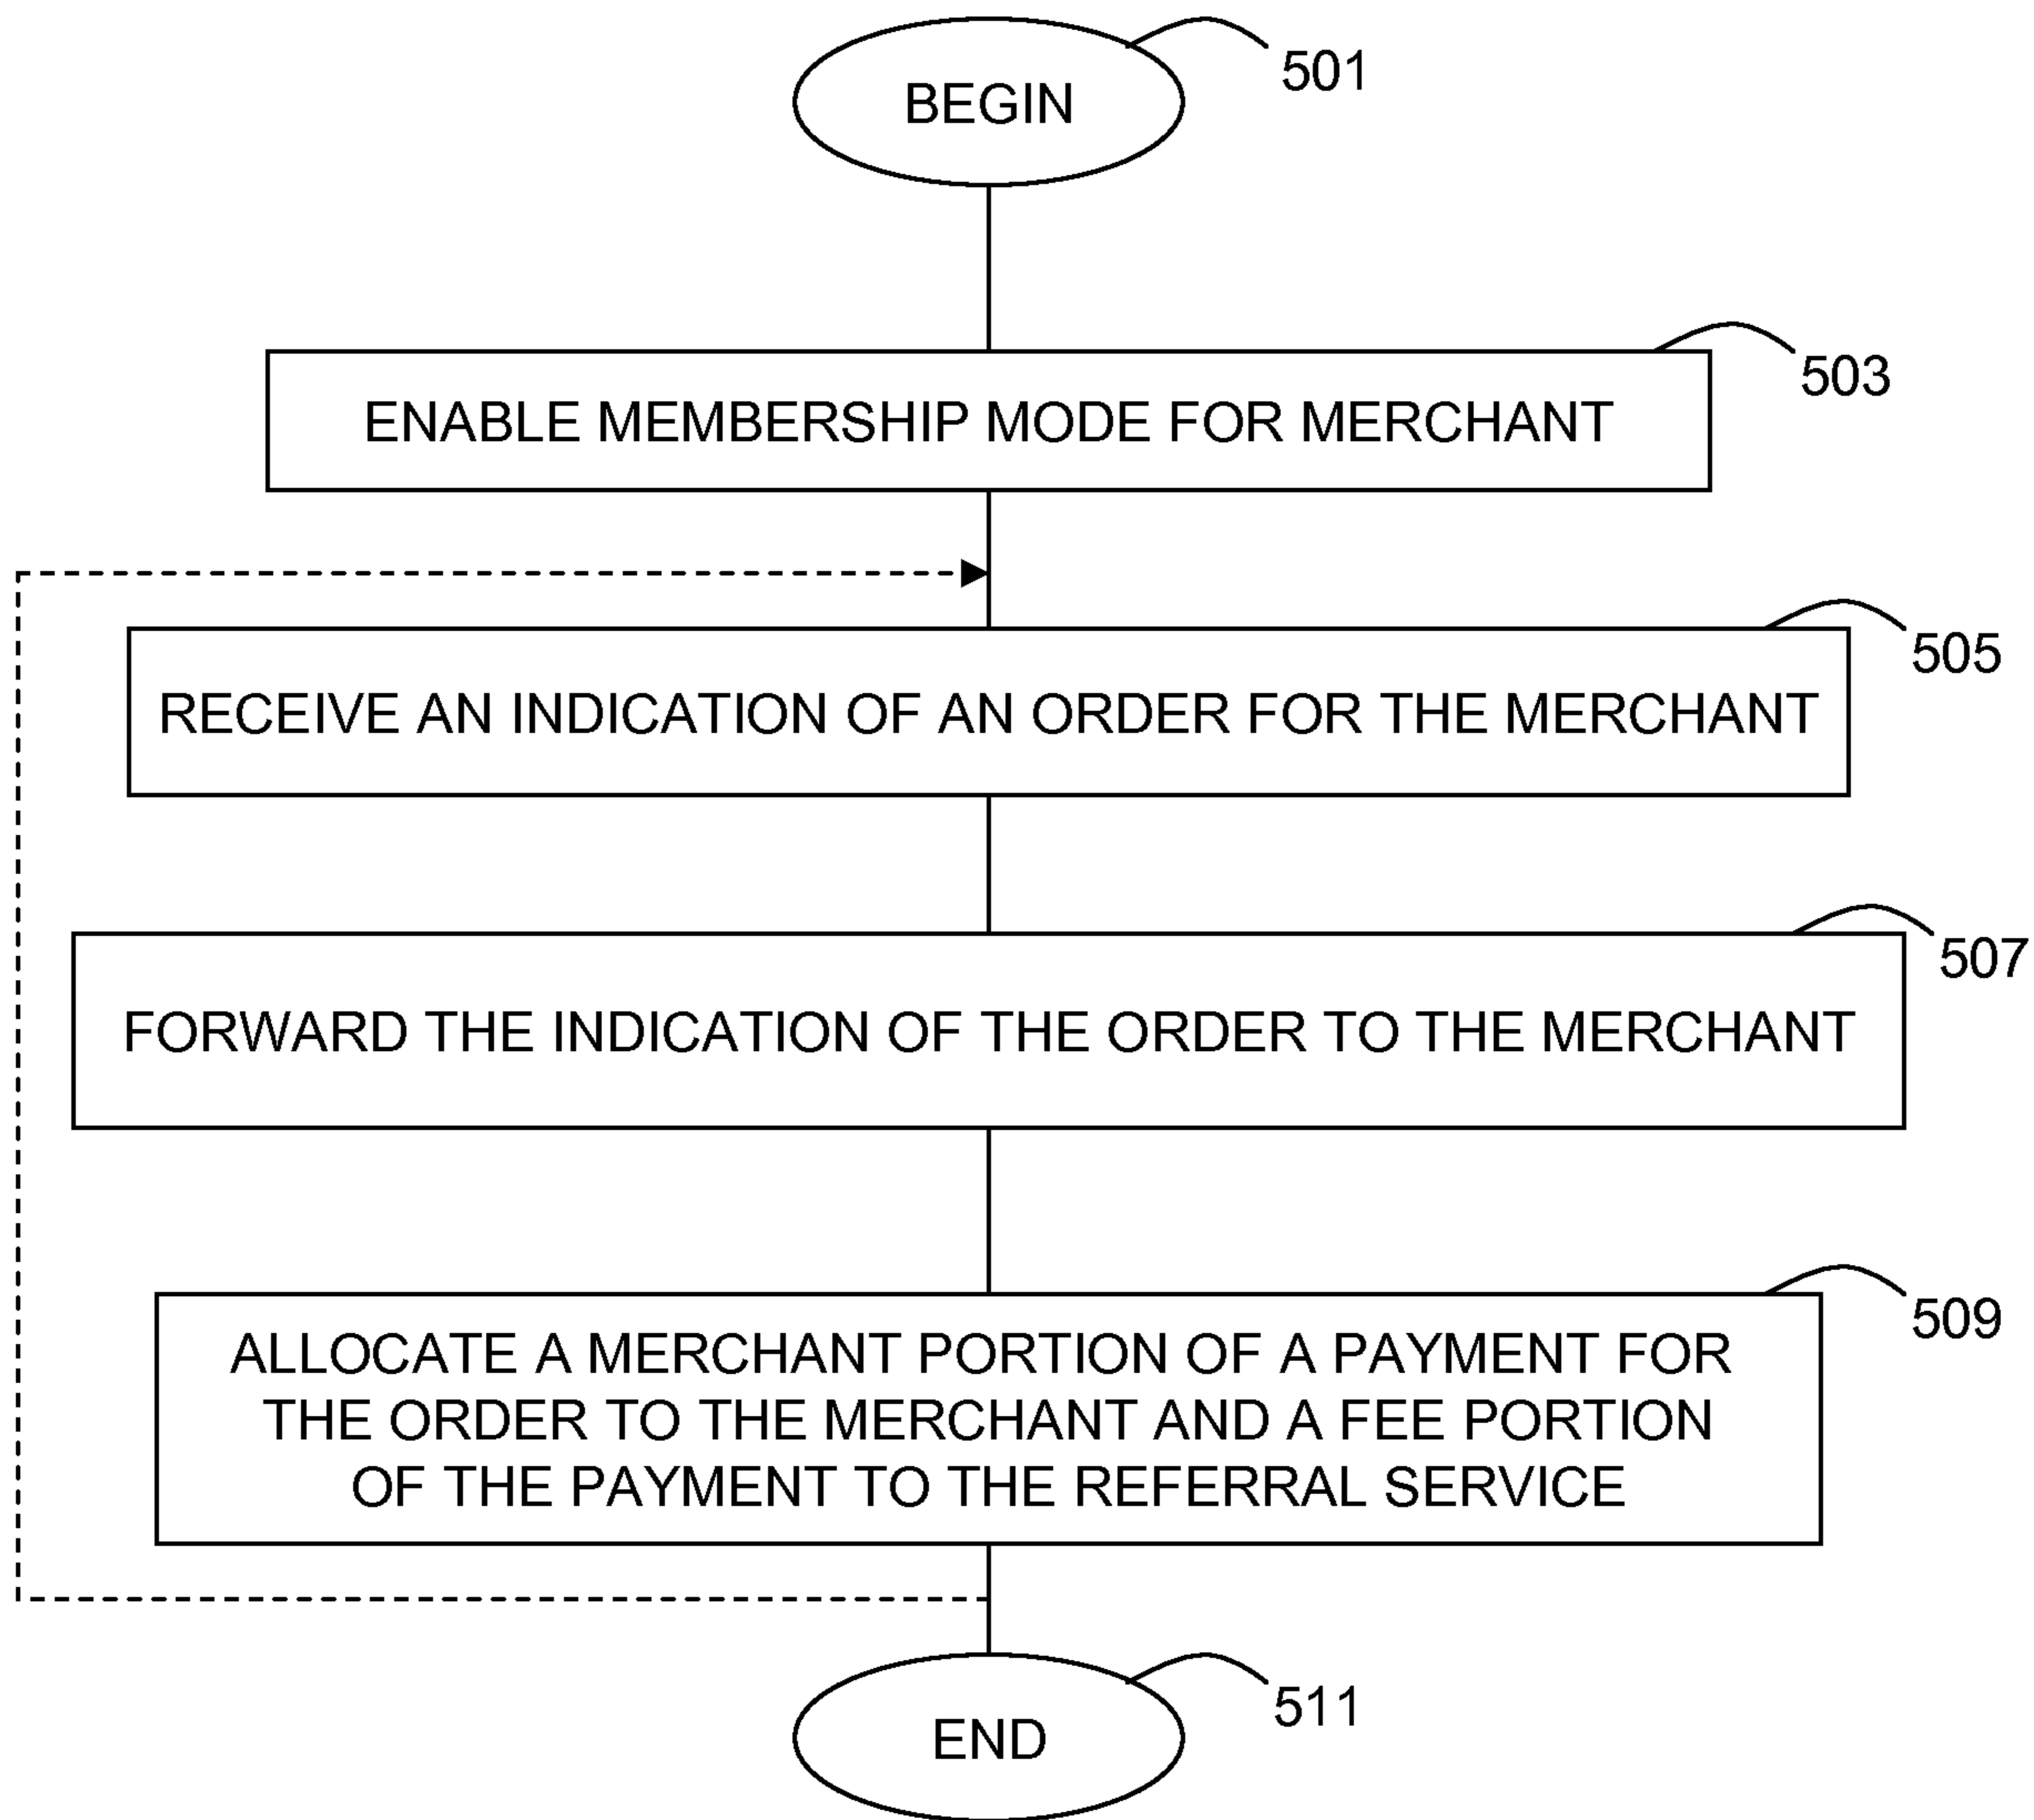 BEGIN
501
ENABLE MEMBERSHIP MODE FOR MERCHANT
503
RECEIVE AN INDICATION OF AN ORDER FOR THE MERCHANT
505
FORWARD THE INDICATION OF THE ORDER TO THE MERCHANT
507
ALLOCATE A MERCHANT PORTION OF A PAYMENT FOR
THE ORDER TO THE MERCHANT AND A FEE PORTION
OF THE PAYMENT TO THE REFERRAL SERVICE
509
END
511